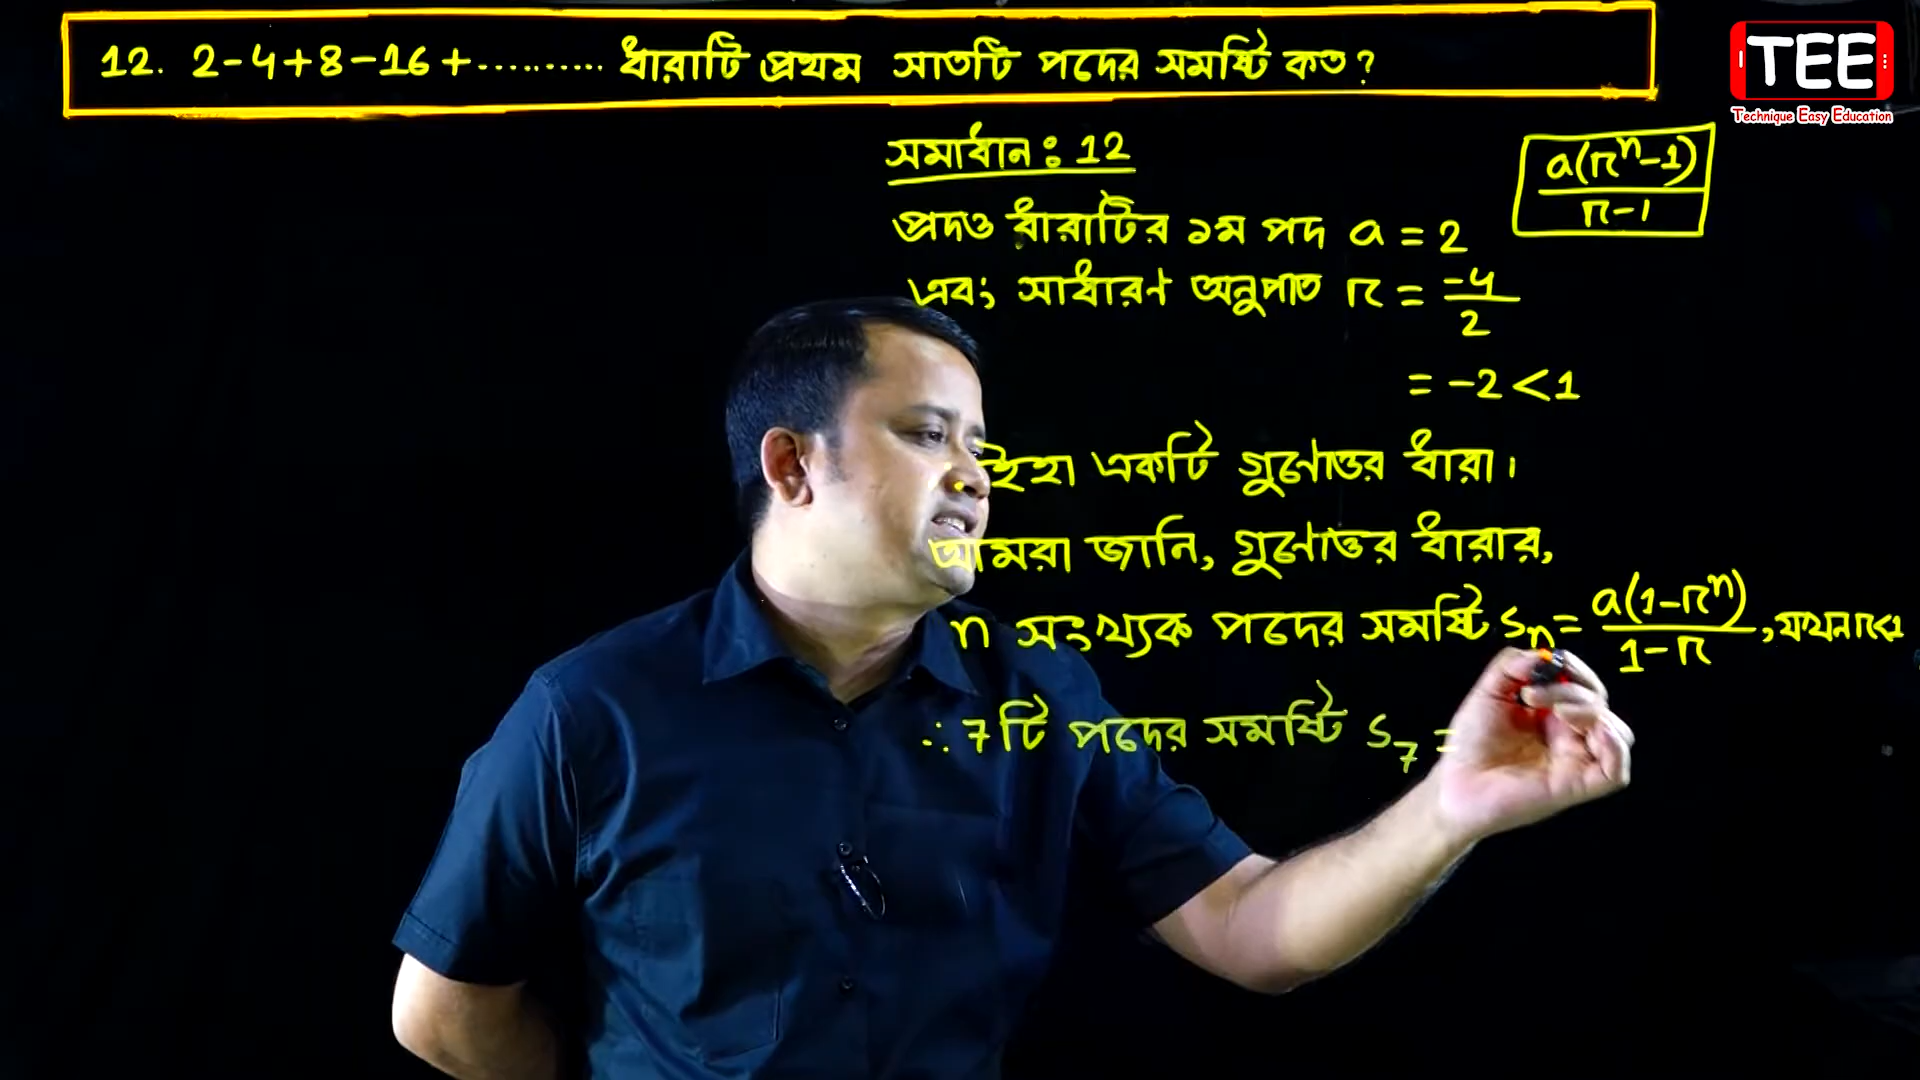 12. 2-4+8-16+.......... ধারাটি প্রথম সাতটি পদের সমষ্টি কত?
TEE
Technique Easy Education
সমাধান : 12
a(r^n-1)/r-1
প্রদত্ত ধারাটির ১ম পদ a = 2
এবং সাধারণ অনুপাত r = -4/2
= -2 < 1
ইহা একটি গুণোত্তর ধারা।
আমরা জানি, গুণোত্তর ধারার,
n সংখ্যক পদের সমষ্টি Sn = a(1-r^n)/1-r, যখন r<1
∴ 7টি পদের সমষ্টি S7 =